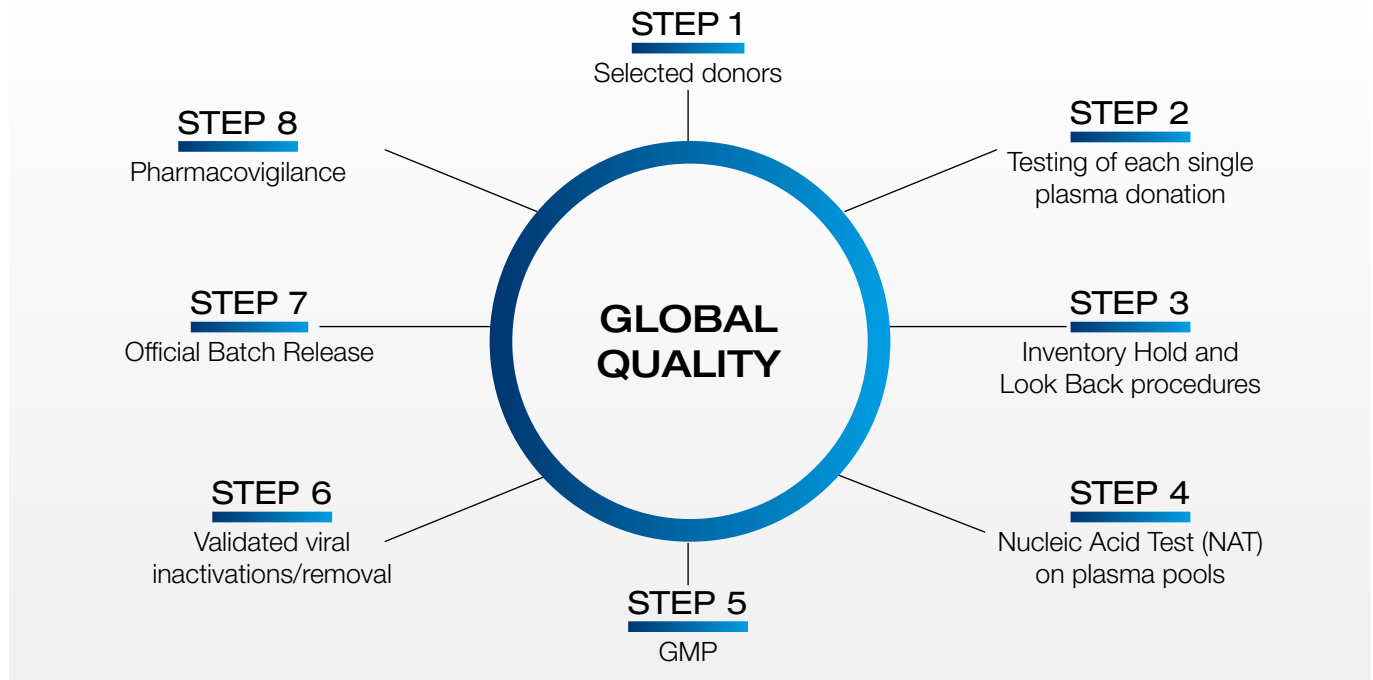 STEP 1
Selected donors
STEP 2
Testing of each single
plasma donation
STEP 3
Inventory Hold and
Look Back procedures
STEP 4
Nucleic Acid Test (NAT)
on plasma pools
STEP 5
GMP
STEP 6
Validated viral
inactivations/removal
STEP 7
Official Batch Release
STEP 8
Pharmacovigilance
GLOBAL
QUALITY